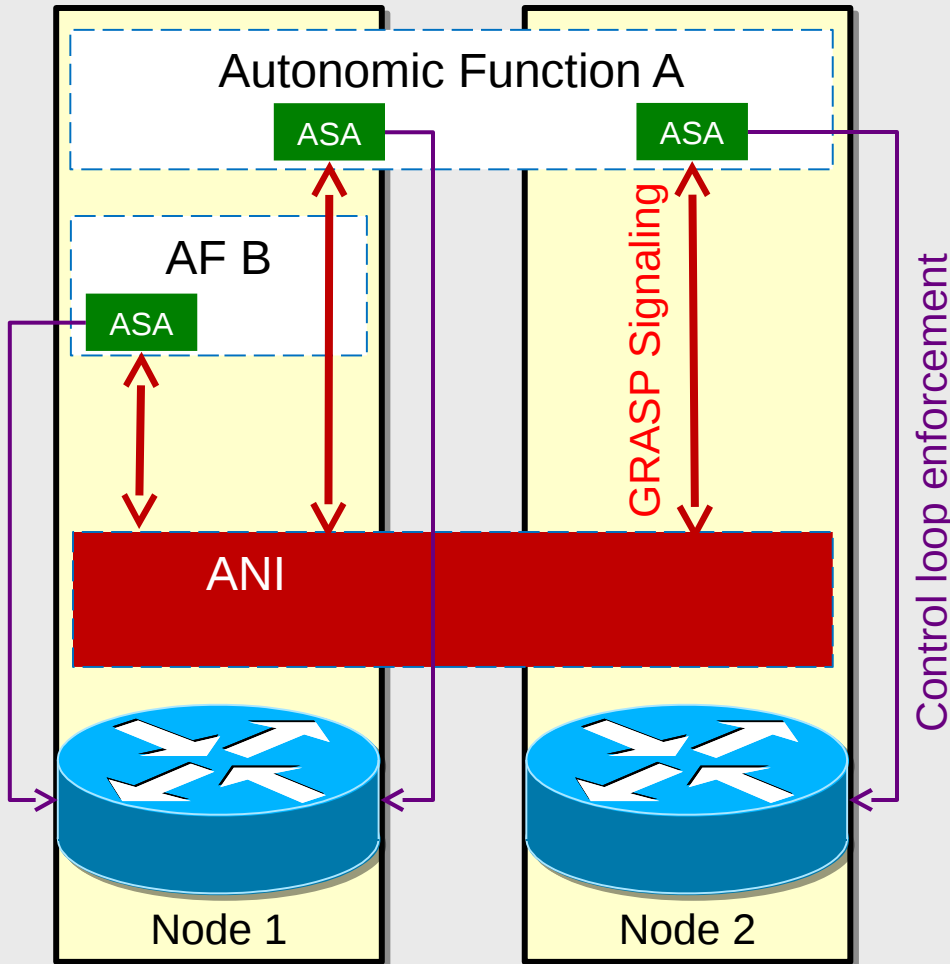 Autonomic Function A
ASA
ASA
AF B
ASA
GRASP Signaling
Control loop enforcement
ANI
Node 1
Node 2